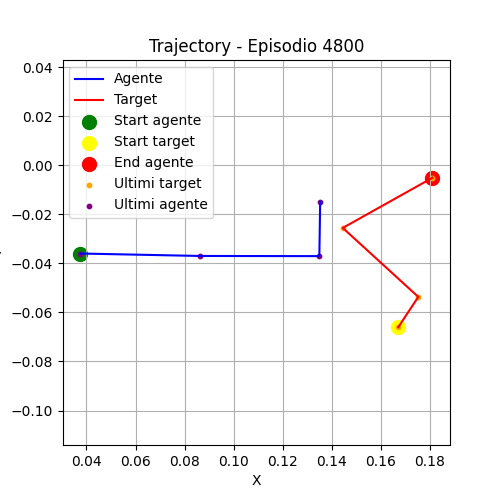 Trajectory - Episodio 4800
Agente
Target
Start agente
Start target
End agente
Ultimi target
Ultimi agente
0.04
0.02
0.00
−0.02
−0.04
−0.06
−0.08
−0.10
0.04 0.06 0.08 0.10 0.12 0.14 0.16 0.18
X